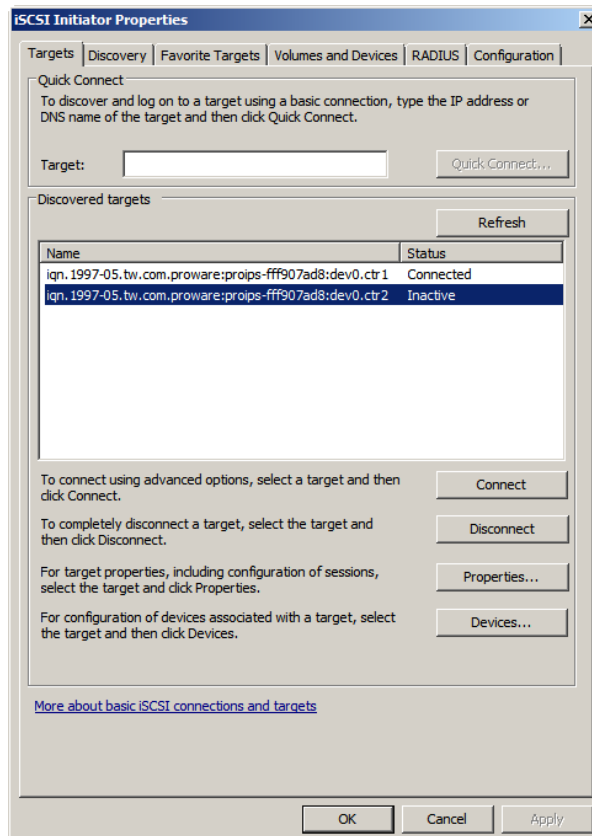 iSCSI Initiator Properties
Targets Discovery Favorite Targets Volumes and Devices RADIUS Configuration
Quick Connect
To discover and log on to a target using a basic connection, type the IP address or
DNS name of the target and then click Quick Connect.
Target: Quick Connect...
Discovered targets
Refresh
Name Status
iqn.1997-05.tw.com.proware:proips-fff907ad8:dev0.ctr1 Connected
iqn.1997-05.tw.com.proware:proips-fff907ad8:dev0.ctr2 Inactive
To connect using advanced options, select a target and then
click Connect.
Connect
To completely disconnect a target, select the target and
then click Disconnect.
Disconnect
For target properties, including configuration of sessions,
select the target and click Properties.
Properties...
For configuration of devices associated with a target, select
the target and then click Devices.
Devices...
More about basic iSCSI connections and targets
OK Cancel Apply